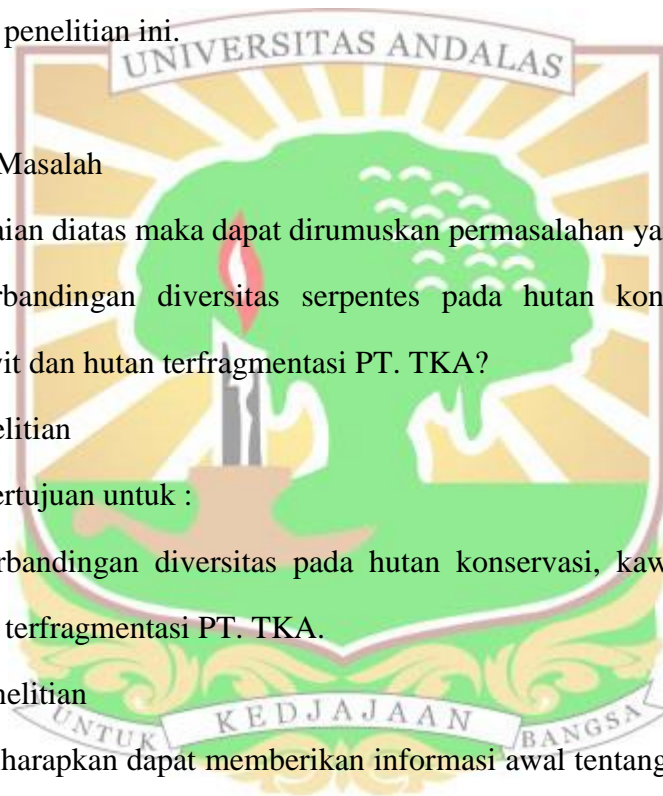 penelitian ini.
UNIVERSITAS ANDALAS
Masalah
aian diatas maka dapat dirumuskan permasalahan ya
rbandingan diversitas serpentes pada hutan kon
it dan hutan terfragmentasi PT. TKA?
elitian
ertujuan untuk :
rbandingan diversitas pada hutan konservasi, kaw
terfragmentasi PT. TKA.
nelitian
UNTUK KEDJAJAAN BANGSA
harapkan dapat memberikan informasi awal tentang